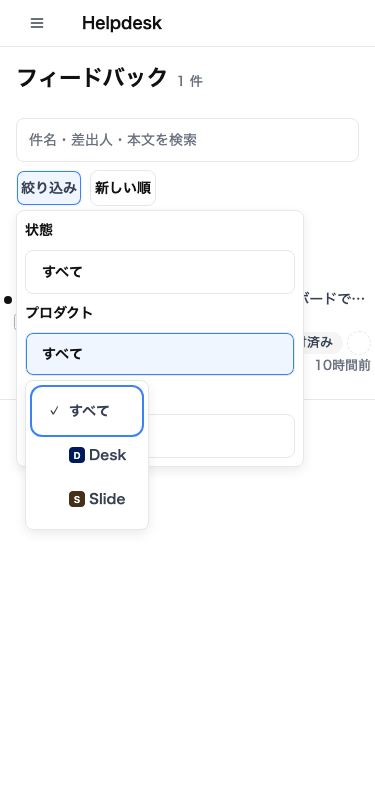 Helpdesk
フィードバック 1 件
件名・差出人・本文を検索
絞り込み 新しい順
状態
すべて
ボードで…
プロダクト
済み
すべて
10時間前
✓ すべて
D Desk
S Slide